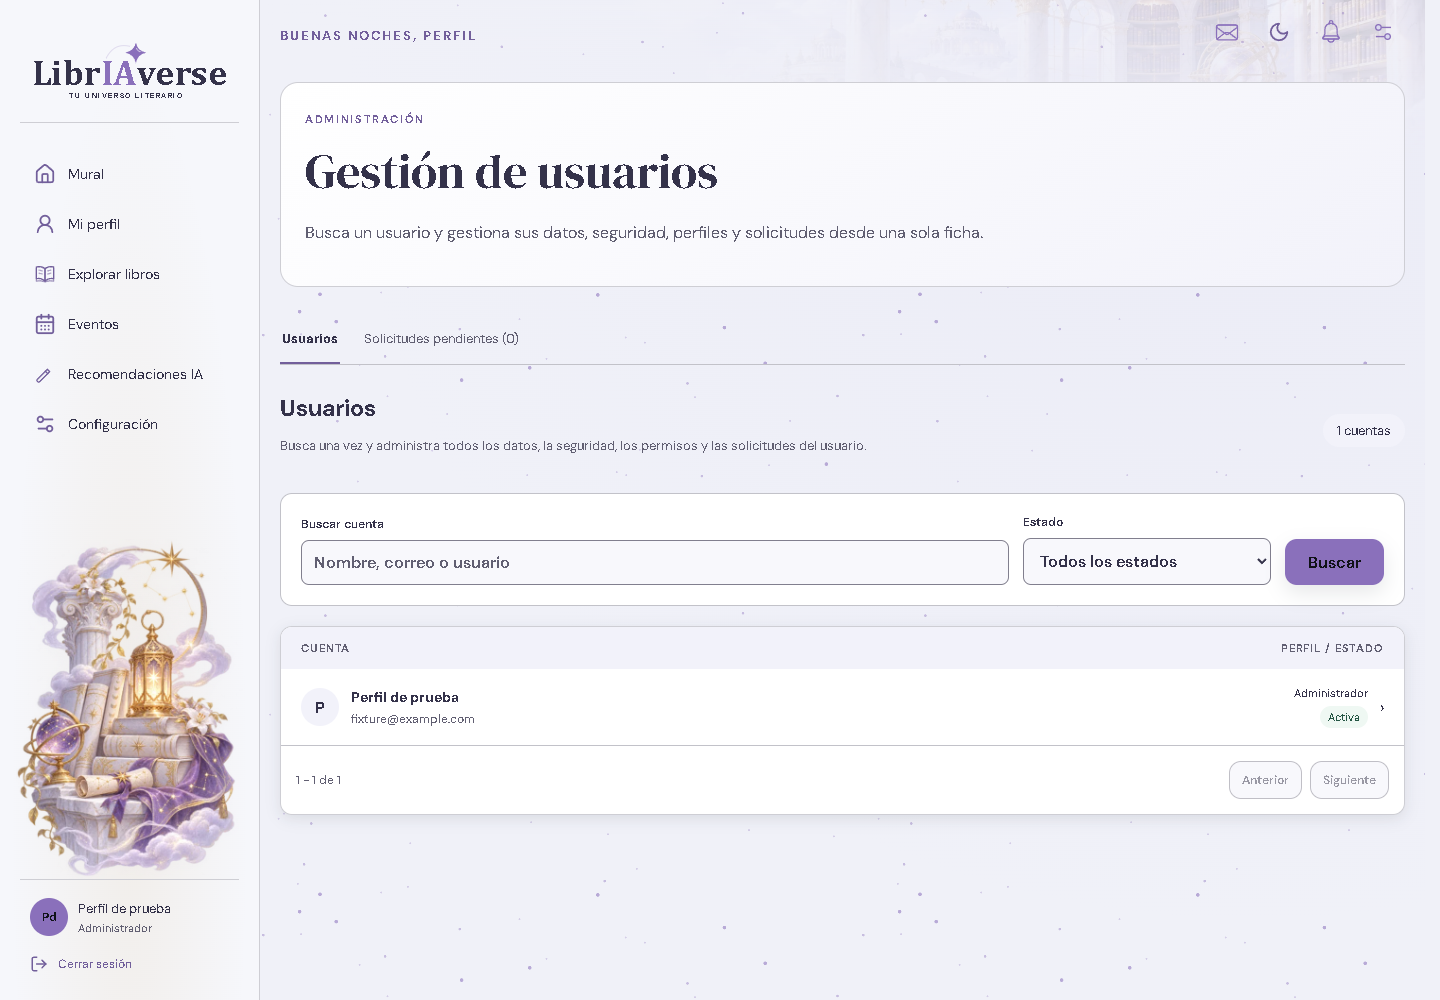 LibrIAverse
TU UNIVERSO LITERARIO
Mural
Mi perfil
Explorar libros
Eventos
Recomendaciones IA
Configuración
Pd
Perfil de prueba
Administrador
Cerrar sesión
BUENAS NOCHES, PERFIL
ADMINISTRACIÓN
Gestión de usuarios
Busca un usuario y gestiona sus datos, seguridad, perfiles y solicitudes desde una sola ficha.
Usuarios
Solicitudes pendientes (0)
Usuarios
Busca una vez y administra todos los datos, la seguridad, los permisos y las solicitudes del usuario.
1 cuentas
Buscar cuenta
Nombre, correo o usuario
Estado
Todos los estados
Buscar
CUENTA
PERFIL / ESTADO
P
Perfil de prueba
fixture@example.com
Administrador
Activa
1–1 de 1
Anterior
Siguiente